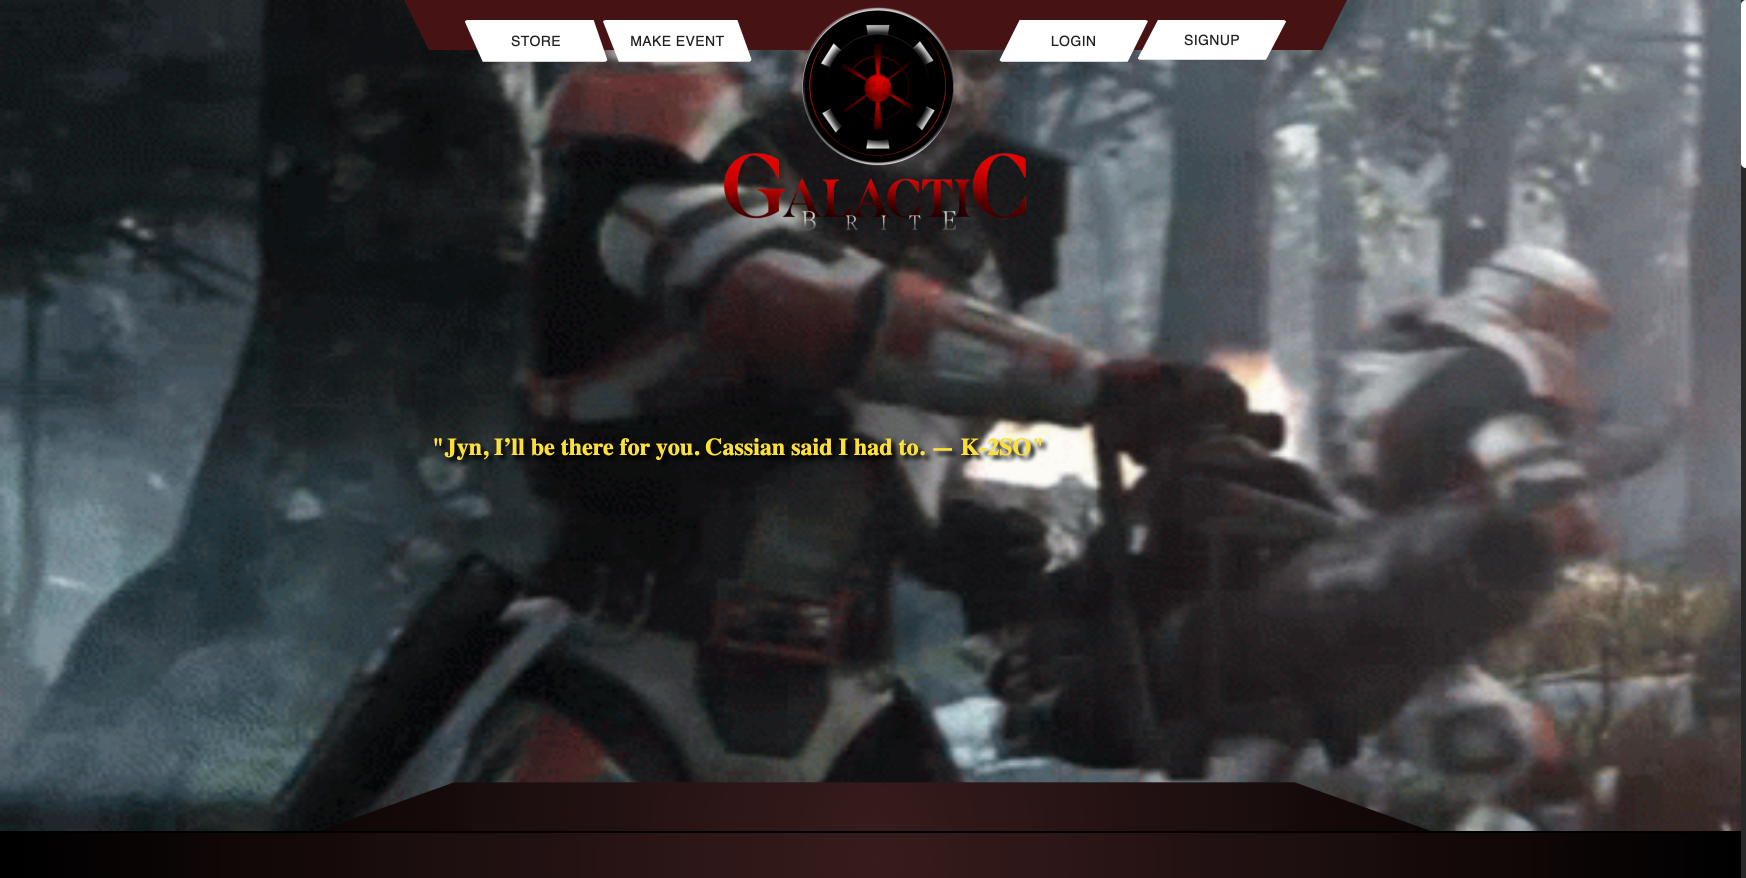 STORE
MAKE EVENT
LOGIN
SIGNUP
GALACTIC
BRITE
"Jyn, I’ll be there for you. Cassian said I had to. — K-2SO"